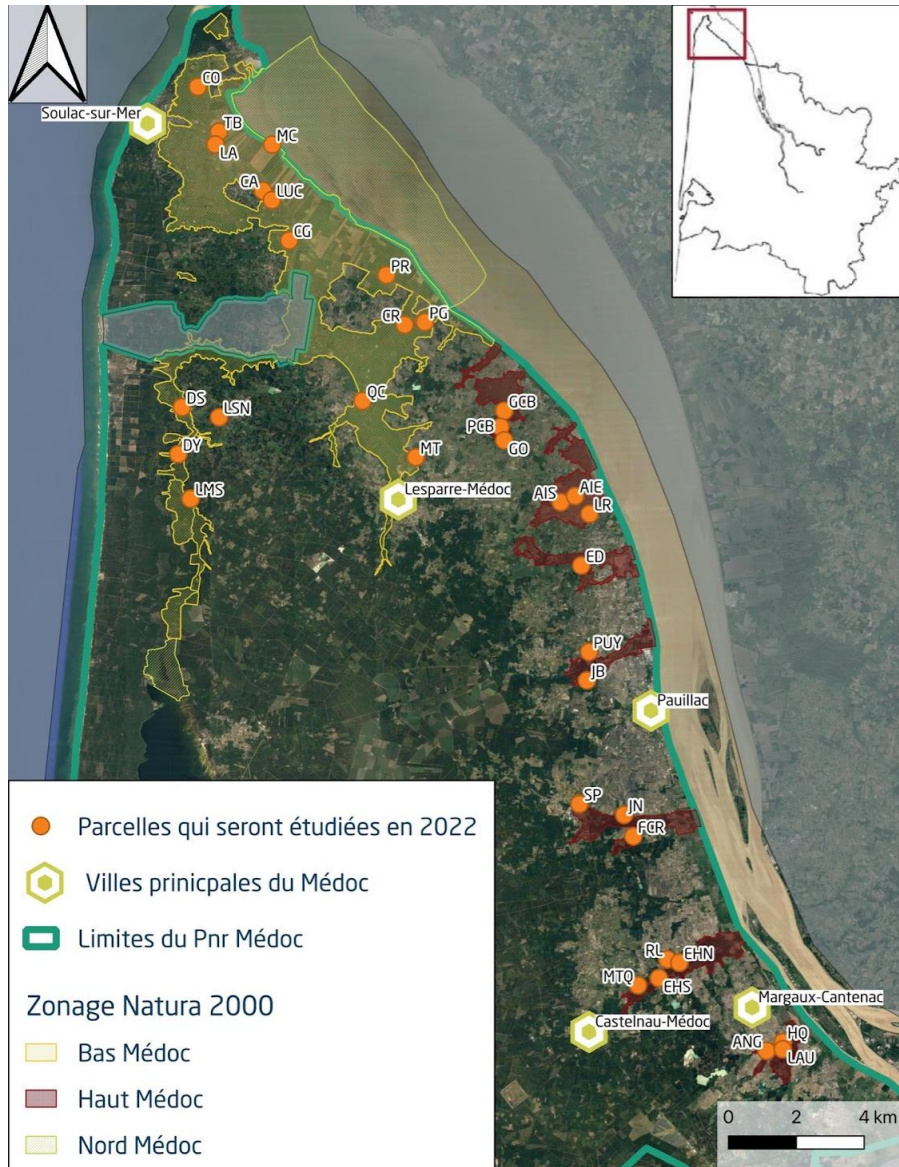 CO
Soulac-sur-Mer
TB
LA
MC
CA
LUC
CG
PR
CR
PG
DS
LSN
QC
GCB
PCB
GO
DY
MT
LMS
Lesparre-Médoc
AIS
AIE
LR
ED
PUY
JB
Pauillac
SP
JN
FCR
RL
EHN
MTQ
EHS
Margaux-Cantenac
Castelnau-Médoc
ANG
HQ
LAU
Parcelles qui seront étudiées en 2022
Villes prinicpales du Médoc
Limites du Pnr Médoc
Zonage Natura 2000
Bas Médoc
Haut Médoc
Nord Médoc
0 2 4 km